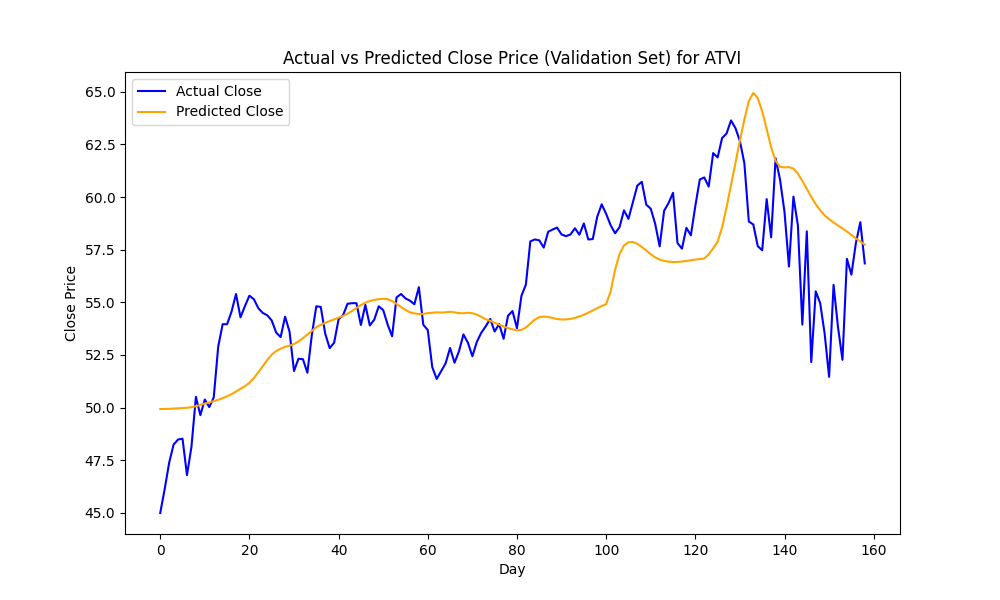 Actual vs Predicted Close Price (Validation Set) for ATVI
Actual Close
Predicted Close
Close Price
65.0
62.5
60.0
57.5
55.0
52.5
50.0
47.5
45.0
0 20 40 60 80 100 120 140 160
Day